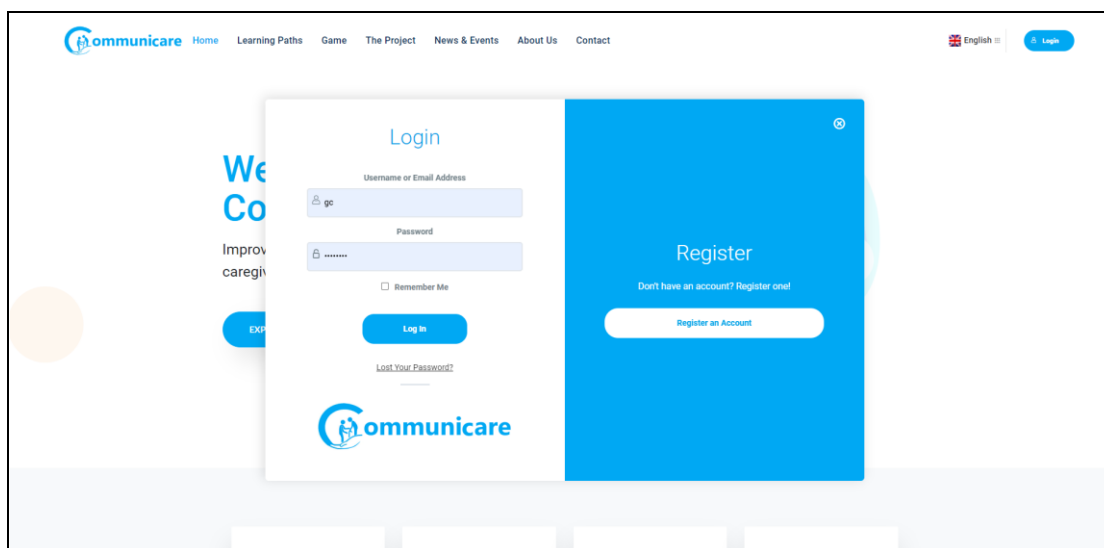 Communicare Home Learning Paths Game The Project News & Events About Us Contact English Login
We
Co
Improv
caregiv
EXP
Login
Username or Email Address
gc
Password
Remember Me
Log In
Lost Your Password?
Communicare
Register
Don't have an account? Register one!
Register an Account